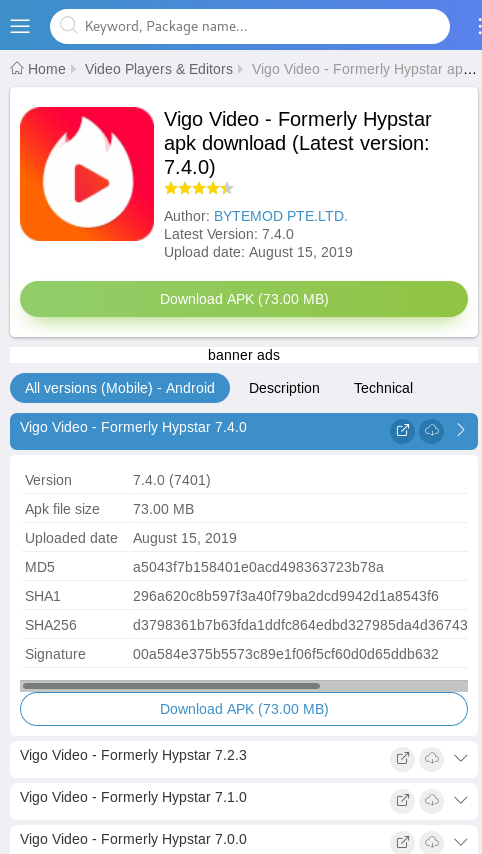 Keyword, Package name...
Home Video Players & Editors Vigo Video - Formerly Hypstar ap...
Vigo Video - Formerly Hypstar
apk download (Latest version:
7.4.0)
Author: BYTEMOD PTE.LTD.
Latest Version: 7.4.0
Upload date: August 15, 2019
Download APK (73.00 MB)
banner ads
All versions (Mobile) - Android Description Technical
Vigo Video - Formerly Hypstar 7.4.0
Version 7.4.0 (7401)
Apk file size 73.00 MB
Uploaded date August 15, 2019
MD5 a5043f7b158401e0acd498363723b78a
SHA1 296a620c8b597f3a40f79ba2dcd9942d1a8543f6
SHA256 d3798361b7b63fda1ddfc864edbd327985da4d36743
Signature 00a584e375b5573c89e1f06f5cf60d0d65ddb632
Download APK (73.00 MB)
Vigo Video - Formerly Hypstar 7.2.3
Vigo Video - Formerly Hypstar 7.1.0
Vigo Video - Formerly Hypstar 7.0.0